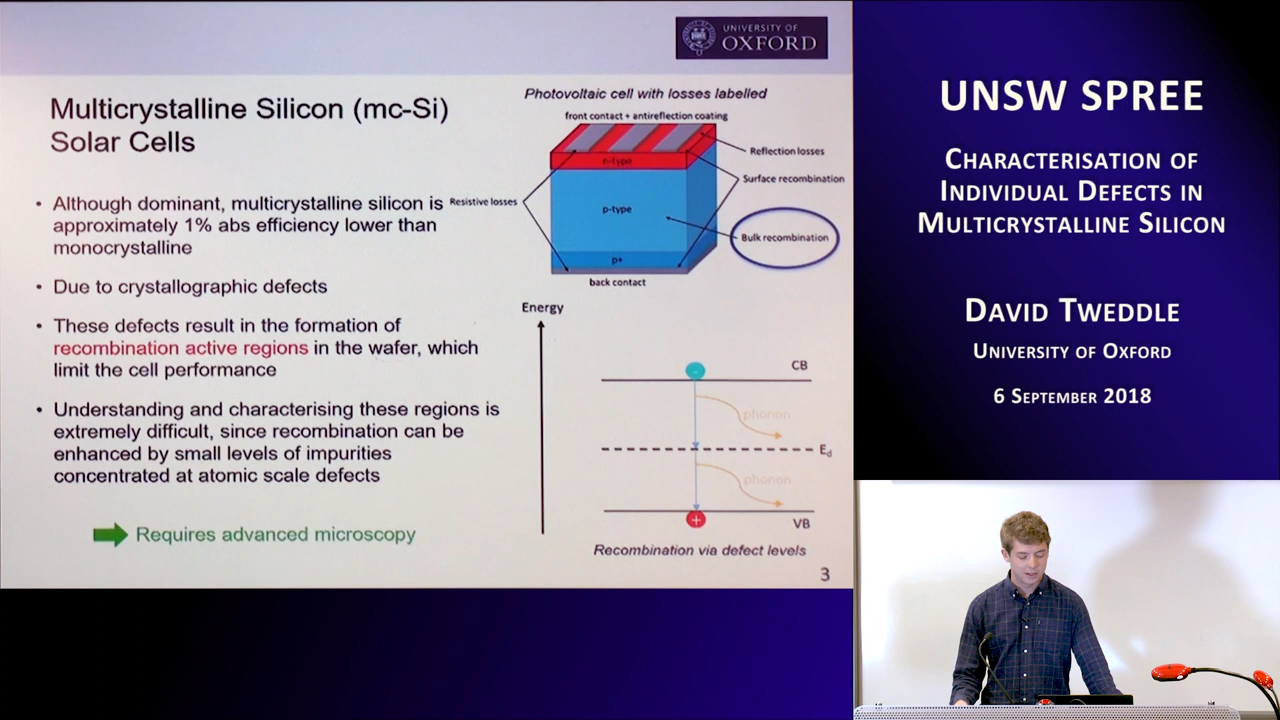 UNIVERSITY OF
OXFORD
Multicrystalline Silicon (mc-Si)
Solar Cells
• Although dominant, multicrystalline silicon is
approximately 1% abs efficiency lower than
monocrystalline
• Due to crystallographic defects
• These defects result in the formation of
recombination active regions in the wafer, which
limit the cell performance
• Understanding and characterising these regions is
extremely difficult, since recombination can be
enhanced by small levels of impurities
concentrated at atomic scale defects
Requires advanced microscopy
Photovoltaic cell with losses labelled
front contact + antireflection coating
n-type
Reflection losses
Surface recombination
Resistive losses
p-type
Bulk recombination
p+
back contact
Energy
-
CB
phonon
Ed
phonon
+
VB
Recombination via defect levels
3
UNSW SPREE
CHARACTERISATION OF
INDIVIDUAL DEFECTS IN
MULTICRYSTALLINE SILICON
DAVID TWEDDLE
UNIVERSITY OF OXFORD
6 SEPTEMBER 2018